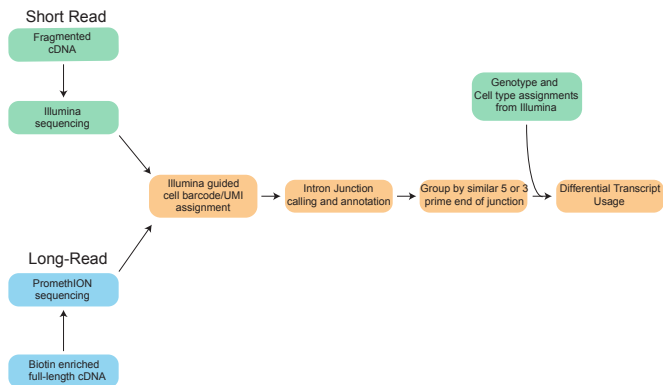 Short Read
Fragmented
cDNA
Illumina
sequencing
Genotype and
Cell type assignments
from Illumina
Illumina guided
cell barcode/UMI
assignment
Intron Junction
calling and annotation
Group by similar 5 or 3
prime end of junction
Differential Transcript
Usage
Long-Read
PromethION
sequencing
Biotin enriched
full-length cDNA